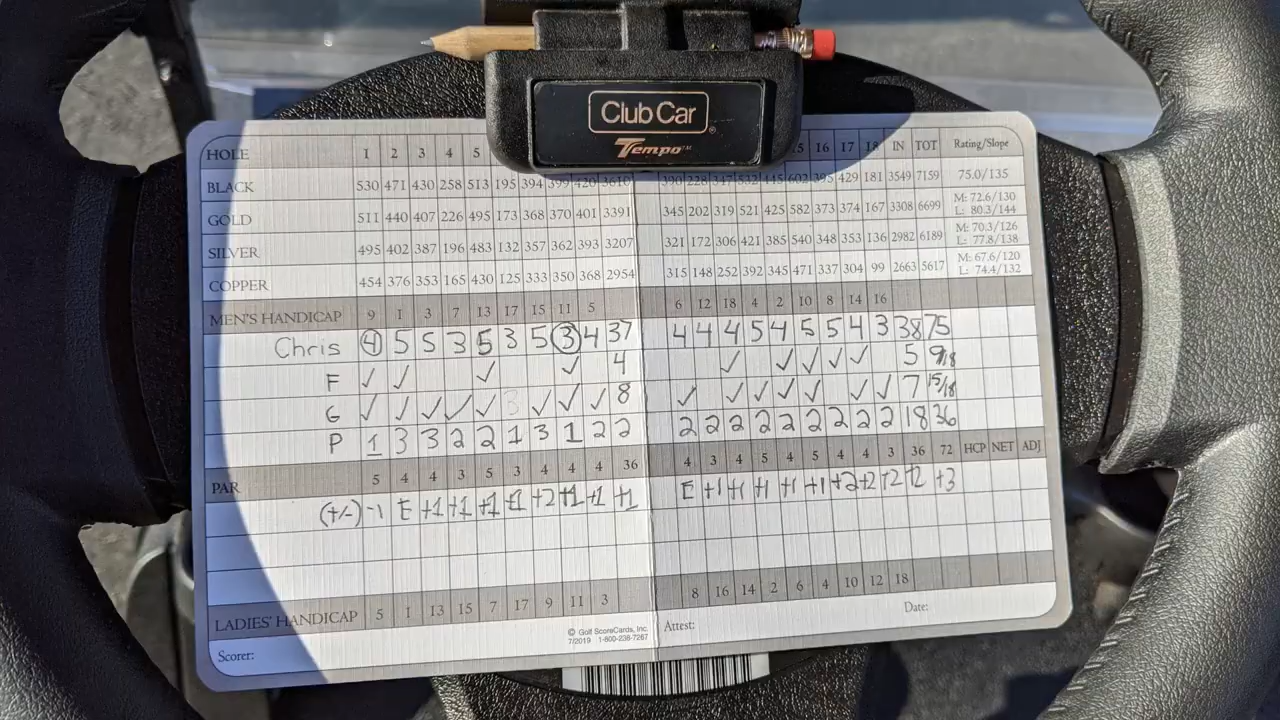 Club Car
Tempo
HOLE 1 2 3 4 5 15 16 17 18 IN TOT Rating/Slope
BLACK 530 471 430 258 513 195 394 399 420 3610 390 228 347 532 445 602 395 429 181 3549 7159 75.0/135
GOLD 511 440 407 226 495 173 368 370 401 3391 345 202 319 521 425 582 373 374 167 3308 6699 M: 72.6/130 L: 80.3/144
SILVER 495 402 387 196 483 132 357 362 393 3207 321 172 306 421 385 540 348 353 136 2982 6189 M: 70.3/126 L: 77.8/138
COPPER 454 376 353 165 430 125 333 350 368 2954 315 148 252 392 345 471 337 304 99 2663 5617 M: 67.6/120 L: 74.4/132
MEN'S HANDICAP 9 1 3 7 13 17 15 11 5 6 12 18 4 2 10 8 14 16
Chris 4 5 5 3 5 3 5 3 4 37 4 4 4 5 4 5 5 4 3 38 75
F ✓ ✓ ✓ ✓ 4 ✓ ✓ ✓ ✓ ✓ 5 9/18
G ✓ ✓ ✓ ✓ ✓ ✓ ✓ ✓ 8 ✓ ✓ ✓ ✓ ✓ ✓ ✓ 7 15/18
P 1 3 3 2 2 1 3 1 2 2 2 2 2 2 2 2 2 2 2 18 36
PAR 5 4 4 3 5 3 4 4 4 36 4 3 4 5 4 5 4 4 3 36 72 HCP NET ADJ
(+/-) -1 E +1 +1 +1 +1 +2 +1 +1 +1 E +1 +1 +1 +1 +1 +2 +2 +2 +2 +3
LADIES' HANDICAP 5 1 13 15 7 17 9 11 3 8 16 14 2 6 4 10 12 18
© Golf ScoreCards, Inc.
7/2019 1-800-238-7267
Scorer: Attest: Date: